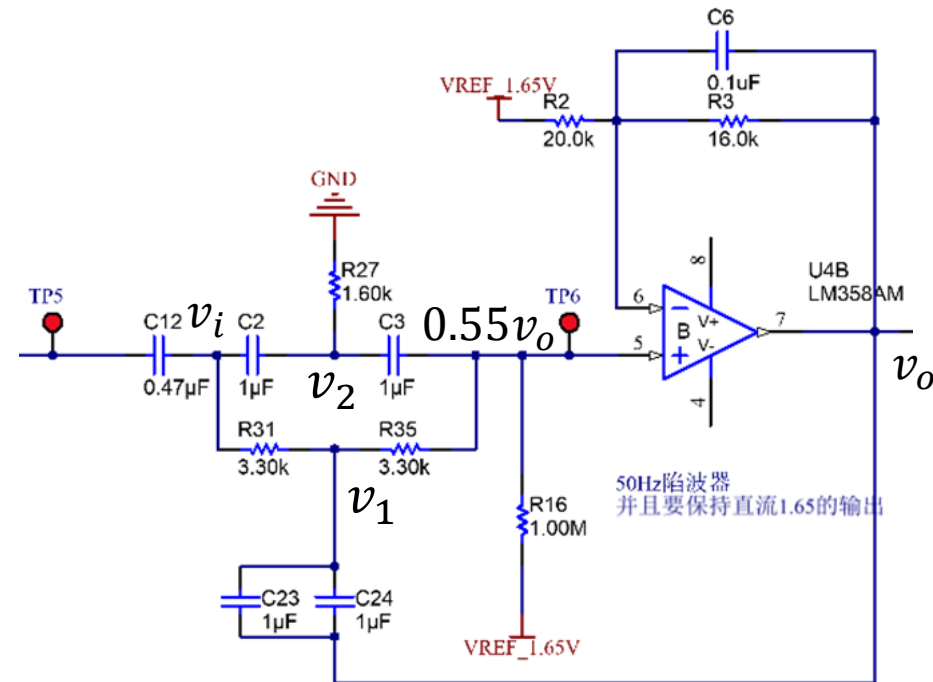 C6
0.1uF
VREF_1.65V
R2
20.0k
R3
16.0k
GND
R27
1.60k
TP5
C12
0.47µF
v_i
C2
1µF
v_2
C3
1µF
0.55v_o
TP6
6
5
8
B
V+
V-
4
7
U4B
LM358AM
v_o
R31
3.30k
R35
3.30k
v_1
R16
1.00M
50Hz陷波器
并且要保持直流1.65的输出
C23
1µF
C24
1µF
VREF_1.65V